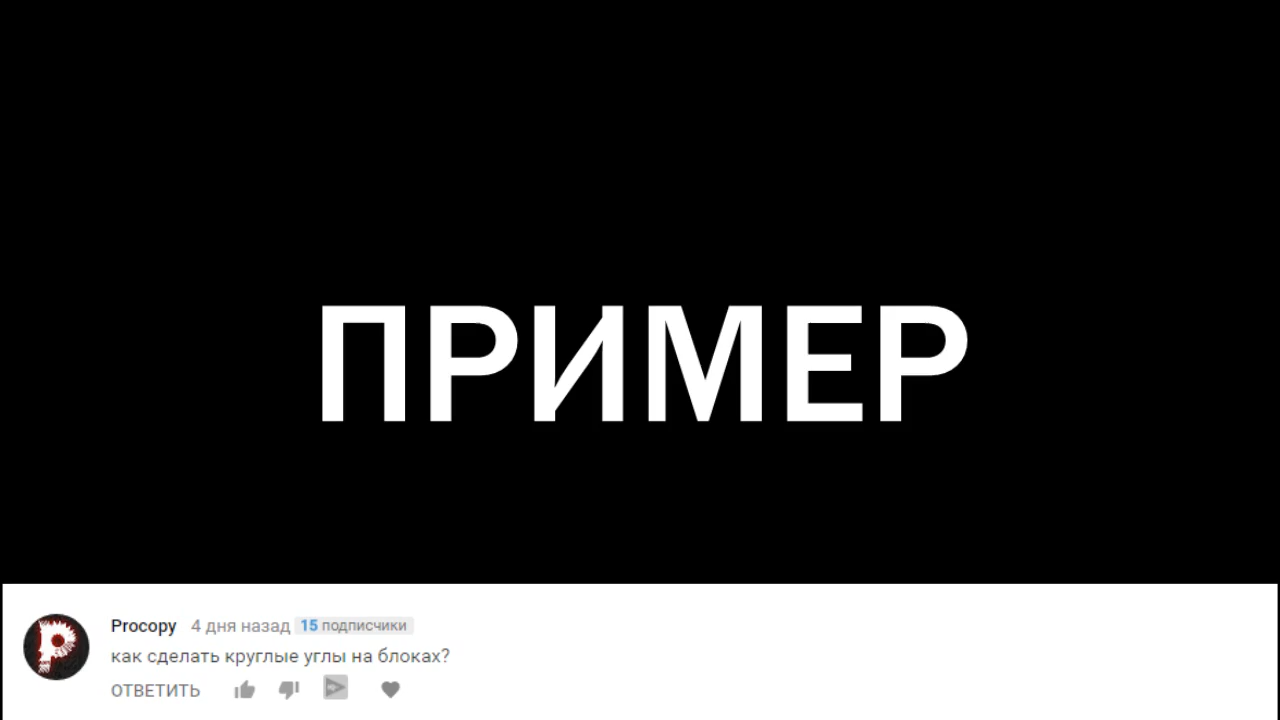 ПРИМЕР
Procopy 4 дня назад 15 подписчики
как сделать круглые углы на блоках?
ОТВЕТИТЬ